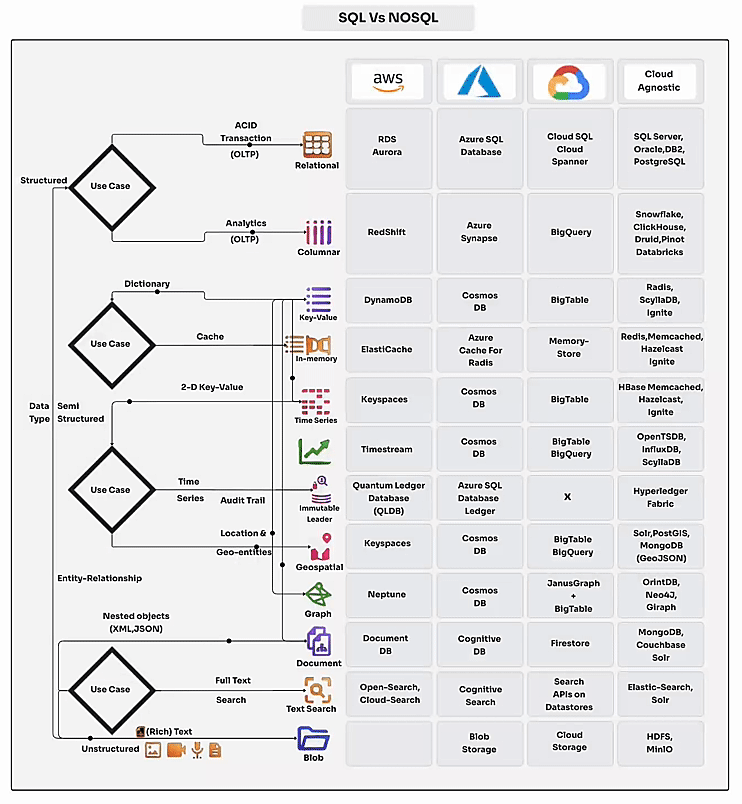 SQL Vs NOSQL
aws
Cloud
Agnostic
ACID
Transaction
(OLTP)
Relational
RDS
Aurora
Azure SQL
Database
Cloud SQL
Cloud
Spanner
SQL Server,
Oracle,DB2,
PostgreSQL
Structured
Use Case
Analytics
(OLTP)
Columnar
RedShift
Azure
Synapse
BigQuery
Snowflake,
ClickHouse,
Druid,Pinot
Databricks
Dictionary
Key-Value
DynamoDB
Cosmos
DB
BigTable
Radis,
ScyllaDB,
Ignite
Use Case
Cache
In-memory
ElastiCache
Azure
Cache For
Radis
Memory-
Store
Redis,Memcached,
Hazelcast
Ignite
2-D Key-Value
Time Series
Keyspaces
Cosmos
DB
BigTable
HBase Memcached,
Hazelcast,
Ignite
Data
Type
Semi
Structured
Timestream
Cosmos
DB
BigTable
BigQuery
OpenTSDB,
InfluxDB,
ScyllaDB
Use Case
Time
Series
Audit Trail
Immutable
Leader
Quantum Ledger
Database
(QLDB)
Azure SQL
Database
Ledger
X
Hyperledger
Fabric
Location &
Geo-entities
Geospatial
Keyspaces
Cosmos
DB
BigTable
BigQuery
Solr,PostGIS,
MongoDB
(GeoJSON)
Entity-Relationship
Graph
Neptune
Cosmos
DB
JanusGraph
+
BigTable
OrintDB,
Neo4J,
Giraph
Nested objects
(XML,JSON)
Document
Document
DB
Cognitive
DB
Firestore
MongoDB,
Couchbase
Solr
Use Case
Full Text
Search
Text Search
Open-Search,
Cloud-Search
Cognitive
Search
Search
APIs on
Datastores
Elastic-Search,
Solr
(Rich) Text
Unstructured
Blob
Blob
Storage
Cloud
Storage
HDFS,
MinIO